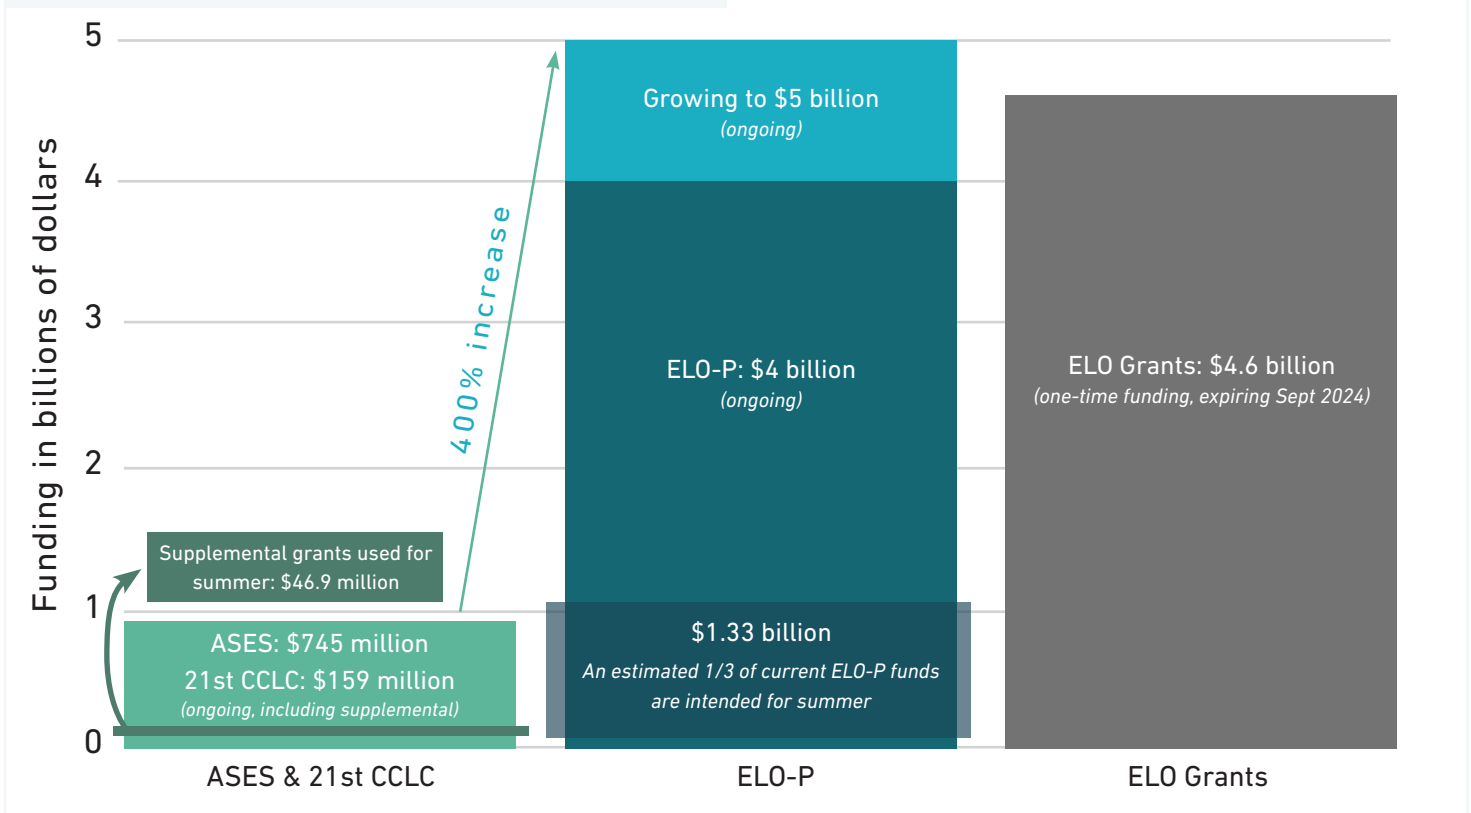 Funding in billions of dollars
5
4
3
2
1
0
400% increase
Supplemental grants used for
summer: $46.9 million
ASES: $745 million
21st CCLC: $159 million
(ongoing, including supplemental)
Growing to $5 billion
(ongoing)
ELO-P: $4 billion
(ongoing)
$1.33 billion
An estimated 1/3 of current ELO-P funds
are intended for summer
ELO Grants: $4.6 billion
(one-time funding, expiring Sept 2024)
ASES & 21st CCLC
ELO-P
ELO Grants